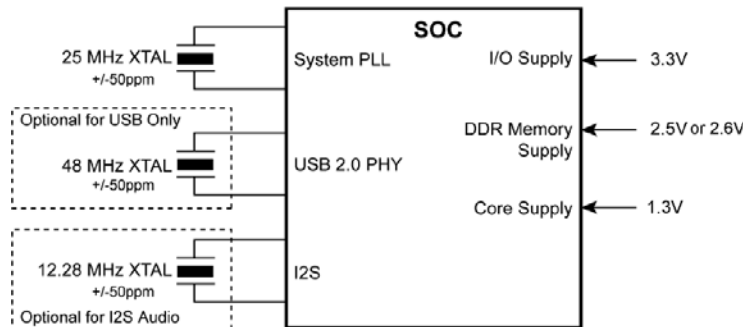 SOC
25 MHz XTAL
+/-50ppm
System PLL
I/O Supply
3.3V
Optional for USB Only
48 MHz XTAL
+/-50ppm
USB 2.0 PHY
DDR Memory
Supply
2.5V or 2.6V
Core Supply
1.3V
12.28 MHz XTAL
+/-50ppm
I2S
Optional for I2S Audio